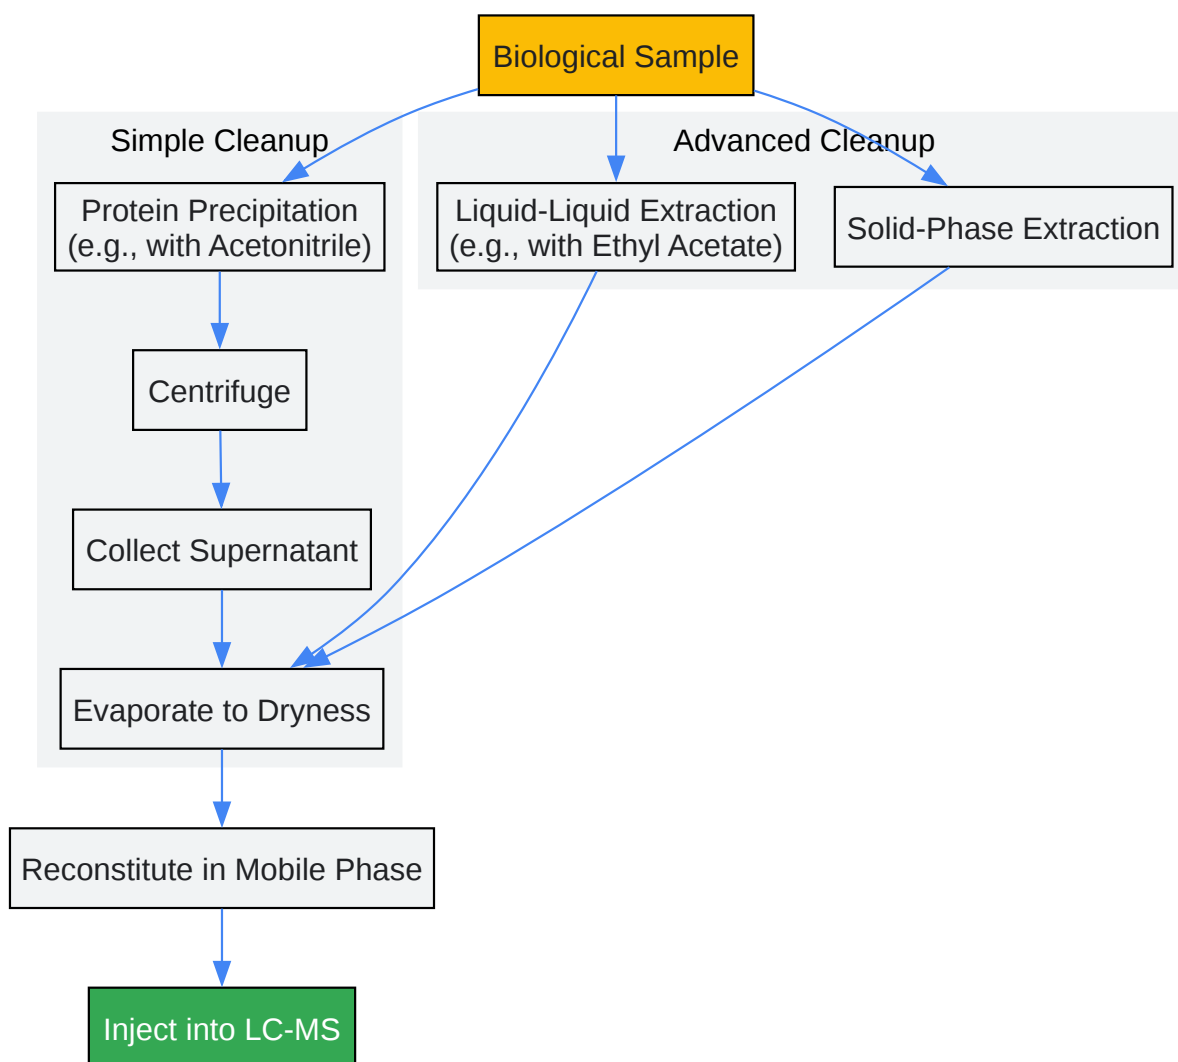 Biological Sample
Simple Cleanup
Advanced Cleanup
Protein Precipitation
(e.g., with Acetonitrile)
Liquid-Liquid Extraction
(e.g., with Ethyl Acetate)
Solid-Phase Extraction
Centrifuge
Collect Supernatant
Evaporate to Dryness
Reconstitute in Mobile Phase
Inject into LC-MS